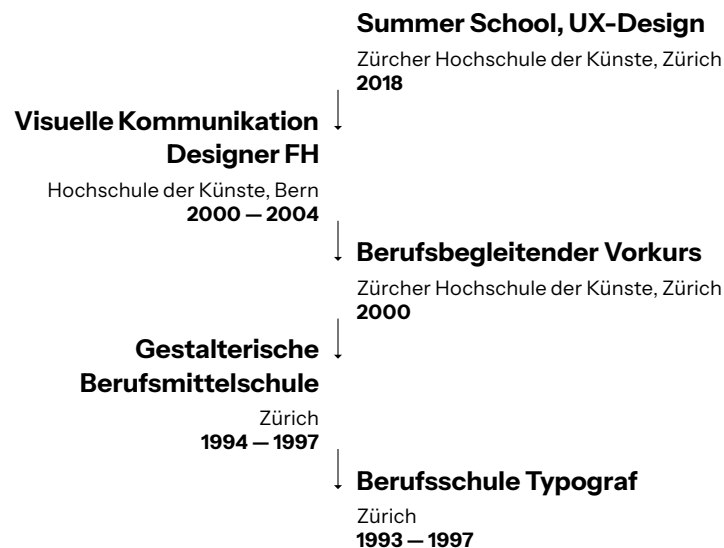 Summer School, UX-Design
Zürcher Hochschule der Künste, Zürich
2018
Visuelle Kommunikation
Designer FH
Hochschule der Künste, Bern
2000 — 2004
Berufsbegleitender Vorkurs
Zürcher Hochschule der Künste, Zürich
2000
Gestalterische
Berufsmittelschule
Zürich
1994 — 1997
Berufsschule Typograf
Zürich
1993 — 1997